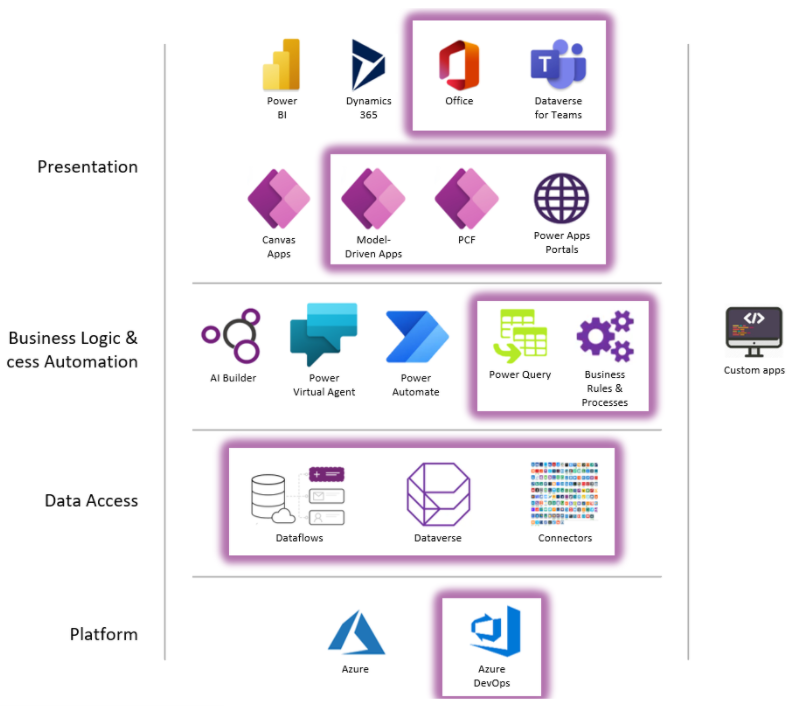 Power
BI
Dynamics
365
Office
T
Dataverse
for Teams
Presentation
Canvas
Apps
Model-
Driven Apps
PCF
Power Apps
Portals
Business Logic &
cess Automation
AI Builder
Power
Virtual Agent
Power
Automate
Power Query
Business
Rules &
Processes
</>
Custom apps
Data Access
Dataflows
Dataverse
Connectors
Platform
Azure
Azure
DevOps